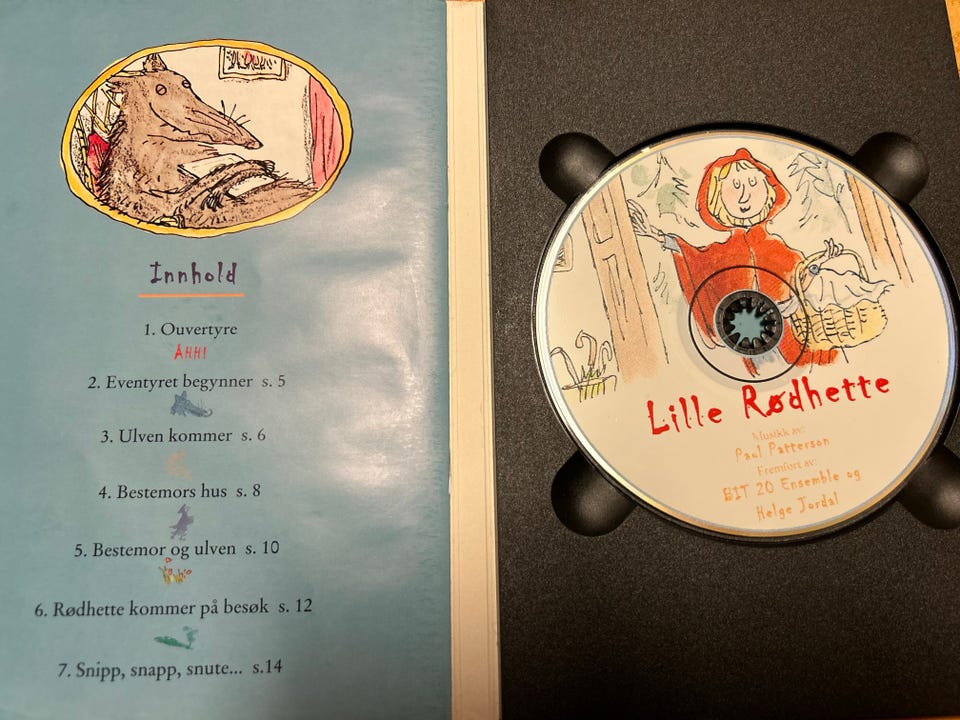 Innhold
1. Ouvertyre
AHH!
2. Eventyret begynner s. 5
3. Ulven kommer s. 6
4. Bestemors hus s. 8
5. Bestemor og ulven s. 10
6. Rødhette kommer på besøk s. 12
7. Snipp, snapp, snute... s.14
Lille Rødhette
Musikk av:
Paul Patterson
Fremført av:
BIT 20 Ensemble og
Helge Jordal